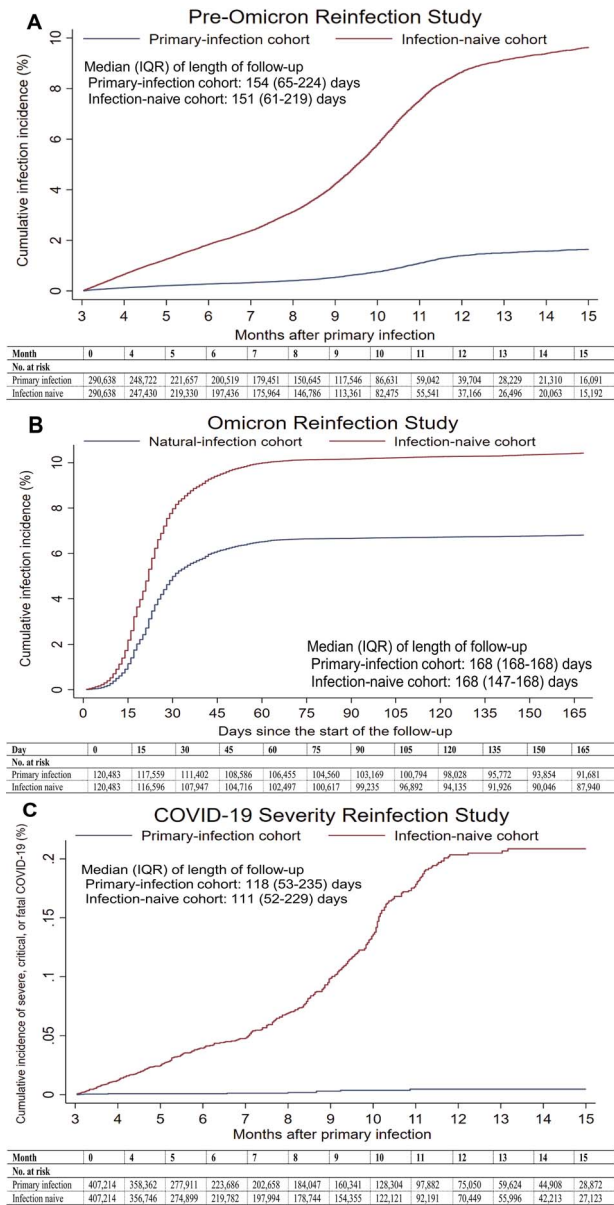 A
Pre-Omicron Reinfection Study
Primary-infection cohort Infection-naive cohort
Median (IQR) of length of follow-up
Primary-infection cohort: 154 (65-224) days
Infection-naive cohort: 151 (61-219) days
Cumulative infection incidence (%)
10
8
6
4
2
0
3 4 5 6 7 8 9 10 11 12 13 14 15
Months after primary infection
Month 0 4 5 6 7 8 9 10 11 12 13 14 15
No. at risk
Primary infection 290,638 248,722 221,657 200,519 179,451 150,645 117,546 86,631 59,042 39,704 28,229 21,310 16,091
Infection naive 290,638 247,430 219,330 197,436 175,964 146,786 113,361 82,475 55,541 37,166 26,496 20,063 15,192
B
Omicron Reinfection Study
Natural-infection cohort Infection-naive cohort
Cumulative infection incidence (%)
10
8
6
4
2
0
Median (IQR) of length of follow-up
Primary-infection cohort: 168 (168-168) days
Infection-naive cohort: 168 (147-168) days
0 15 30 45 60 75 90 105 120 135 150 165
Days since the start of the follow-up
Day 0 15 30 45 60 75 90 105 120 135 150 165
No. at risk
Primary infection 120,483 117,559 111,402 108,586 106,455 104,560 103,169 100,794 98,028 95,772 93,854 91,681
Infection naive 120,483 116,596 107,947 104,716 102,497 100,617 99,235 96,892 94,135 91,926 90,046 87,940
C
COVID-19 Severity Reinfection Study
Primary-infection cohort Infection-naive cohort
Median (IQR) of length of follow-up
Primary-infection cohort: 118 (53-235) days
Infection-naive cohort: 111 (52-229) days
Cumulative incidence of severe, critical, or fatal COVID-19 (%)
.2
.15
.1
.05
0
3 4 5 6 7 8 9 10 11 12 13 14 15
Months after primary infection
Month 0 4 5 6 7 8 9 10 11 12 13 14 15
No. at risk
Primary infection 407,214 358,362 277,911 223,686 202,658 184,047 160,341 128,304 97,882 75,050 59,624 44,908 28,872
Infection naive 407,214 356,746 274,899 219,782 197,994 178,744 154,355 122,121 92,191 70,449 55,996 42,213 27,123